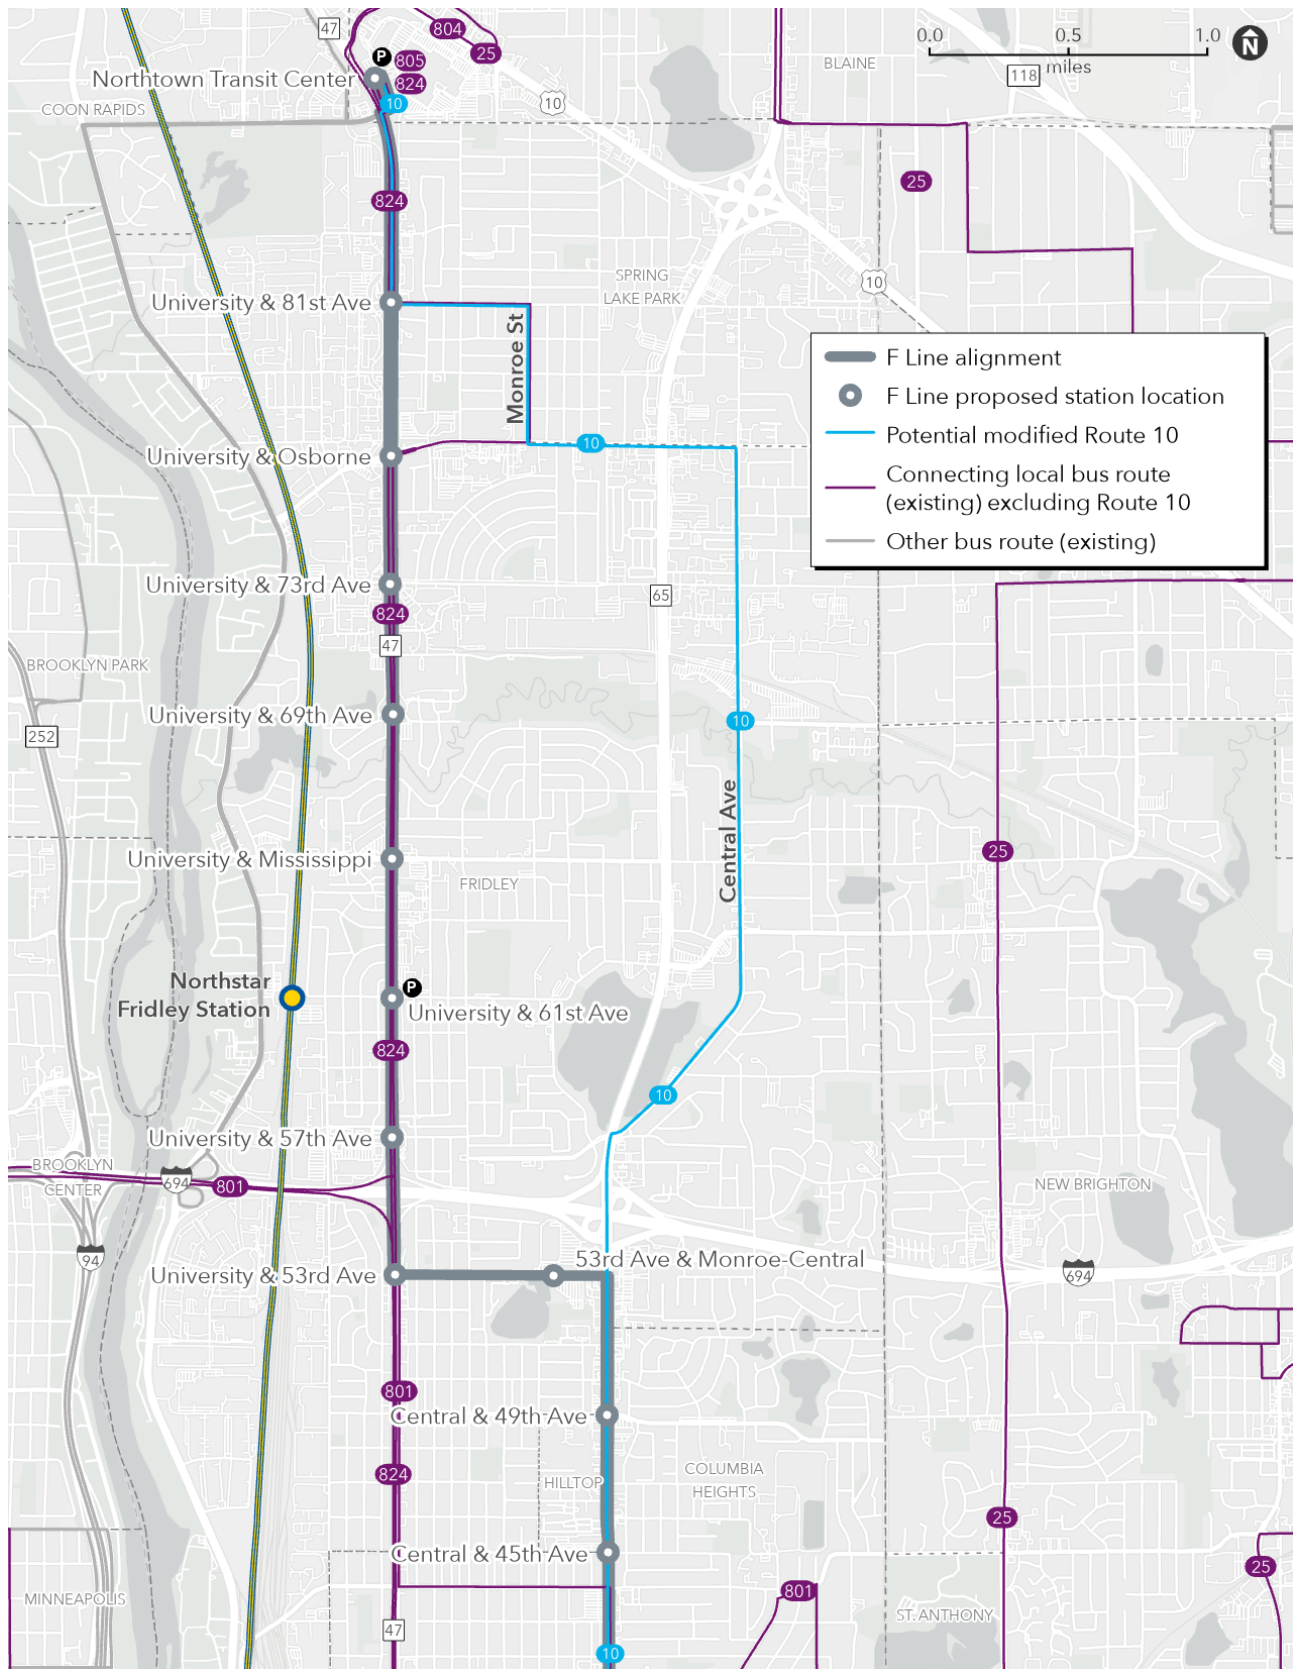 47
804
25
P
805
824
Northtown Transit Center
10
COON RAPIDS
10
BLAINE
0.0 0.5 1.0
miles
N
118
824
25
SPRING
LAKE PARK
10
University & 81st Ave
Monroe St
F Line alignment
F Line proposed station location
Potential modified Route 10
Connecting local bus route
(existing) excluding Route 10
Other bus route (existing)
10
University & Osborne
University & 73rd Ave
824
65
47
BROOKLYN PARK
University & 69th Ave
10
252
Central Ave
University & Mississippi
25
FRIDLEY
Northstar
Fridley Station
P
University & 61st Ave
824
10
University & 57th Ave
BROOKLYN
CENTER
694
801
NEW BRIGHTON
94
53rd Ave & Monroe-Central
University & 53rd Ave
694
801
Central & 49th Ave
824
HILLTOP
COLUMBIA
HEIGHTS
25
Central & 45th Ave
25
MINNEAPOLIS
801
ST. ANTHONY
47
10